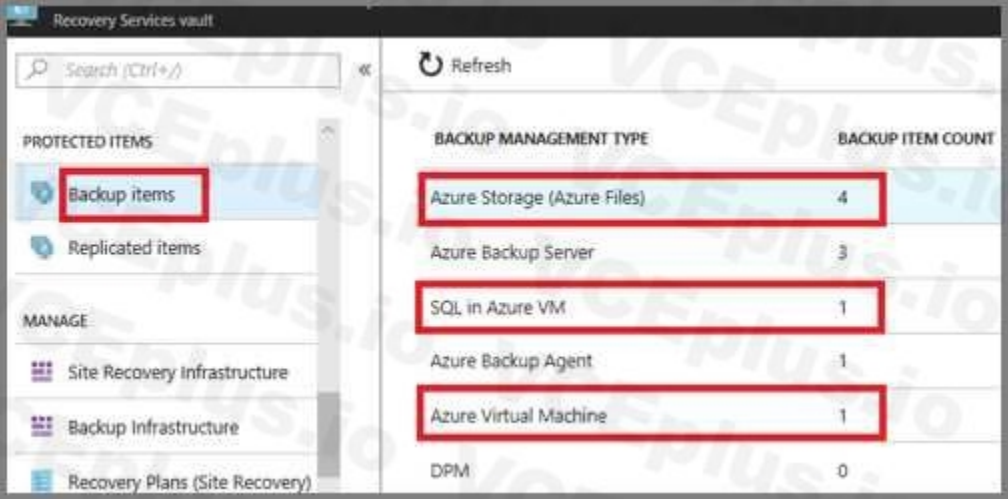 Recovery Services vault
Search (Ctrl+/)
«
Refresh
PROTECTED ITEMS
Backup items
Replicated items
MANAGE
Site Recovery Infrastructure
Backup Infrastructure
Recovery Plans (Site Recovery)
BACKUP MANAGEMENT TYPE BACKUP ITEM COUNT
Azure Storage (Azure Files) 4
Azure Backup Server 3
SQL in Azure VM 1
Azure Backup Agent 1
Azure Virtual Machine 1
DPM 0
VCEplus.io